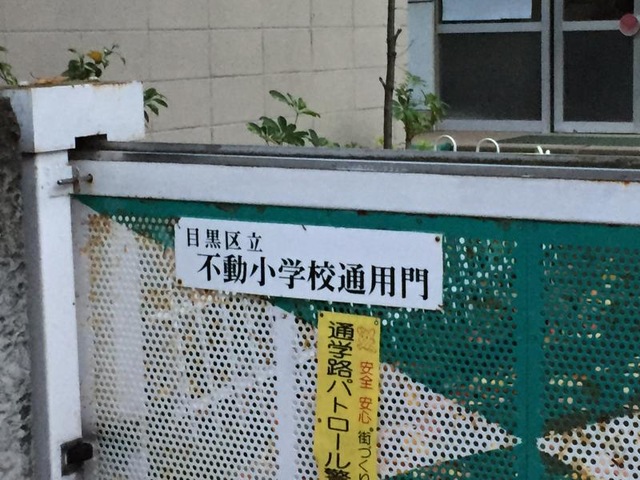 目黒区立
不動小学校通用門
安全 安心 街づくり
通学路パトロール